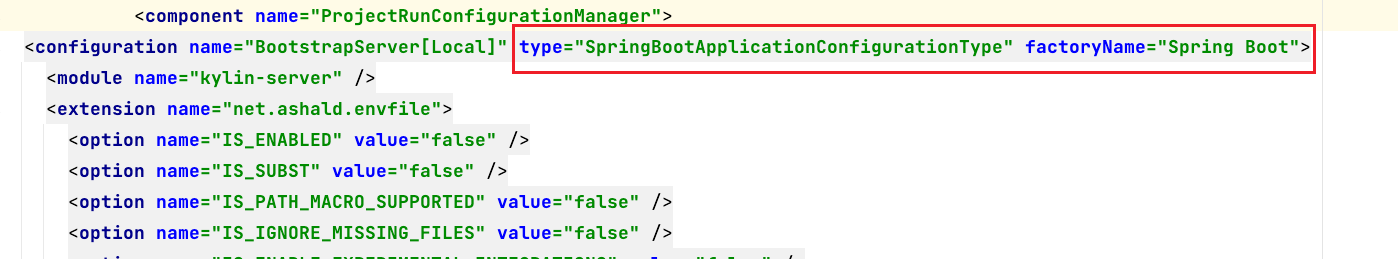 <component name="ProjectRunConfigurationManager">
<configuration name="BootstrapServer[Local]" type="SpringBootApplicationConfigurationType" factoryName="Spring Boot">
<module name="kylin-server" />
<extension name="net.ashald.envfile">
<option name="IS_ENABLED" value="false" />
<option name="IS_SUBST" value="false" />
<option name="IS_PATH_MACRO_SUPPORTED" value="false" />
<option name="IS_IGNORE_MISSING_FILES" value="false" />